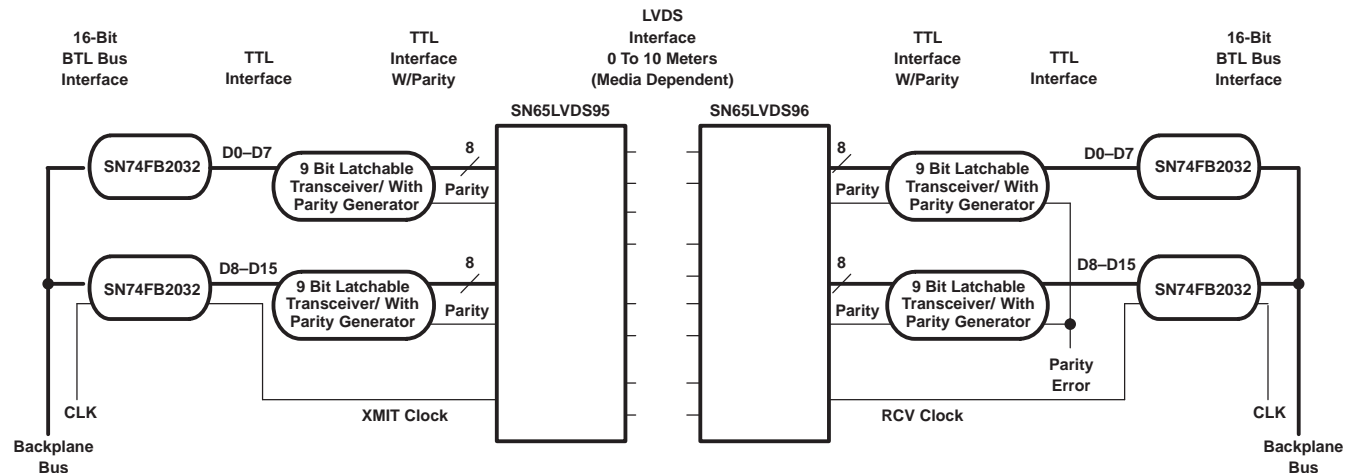 16-Bit
BTL Bus
Interface
TTL
Interface
TTL
Interface
W/Parity
LVDS
Interface
0 To 10 Meters
(Media Dependent)
TTL
Interface
W/Parity
TTL
Interface
16-Bit
BTL Bus
Interface
SN65LVDS95
SN65LVDS96
SN74FB2032
D0–D7
9 Bit Latchable
Transceiver/ With
Parity Generator
8
Parity
8
Parity
9 Bit Latchable
Transceiver/ With
Parity Generator
D0–D7
SN74FB2032
SN74FB2032
D8–D15
9 Bit Latchable
Transceiver/ With
Parity Generator
8
Parity
8
Parity
9 Bit Latchable
Transceiver/ With
Parity Generator
D8–D15
SN74FB2032
Parity
Error
CLK
XMIT Clock
RCV Clock
CLK
Backplane
Bus
Backplane
Bus